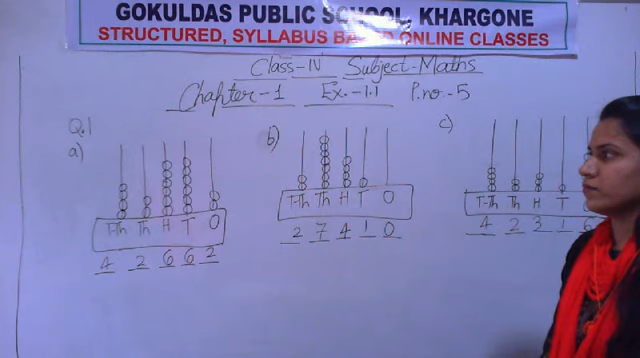 GOKULDAS PUBLIC SCHOOL, KHARGONE
STRUCTURED, SYLLABUS BASED ONLINE CLASSES
Class-IV Subject-Maths
Chapter-1 Ex.-1.1 P.no.-5
Q.1
a)
T-Th Th H T O
4 2 6 6 2
b)
T-Th Th H T O
2 7 4 1 0
c)
T-Th Th H T
4 2 3 1 6